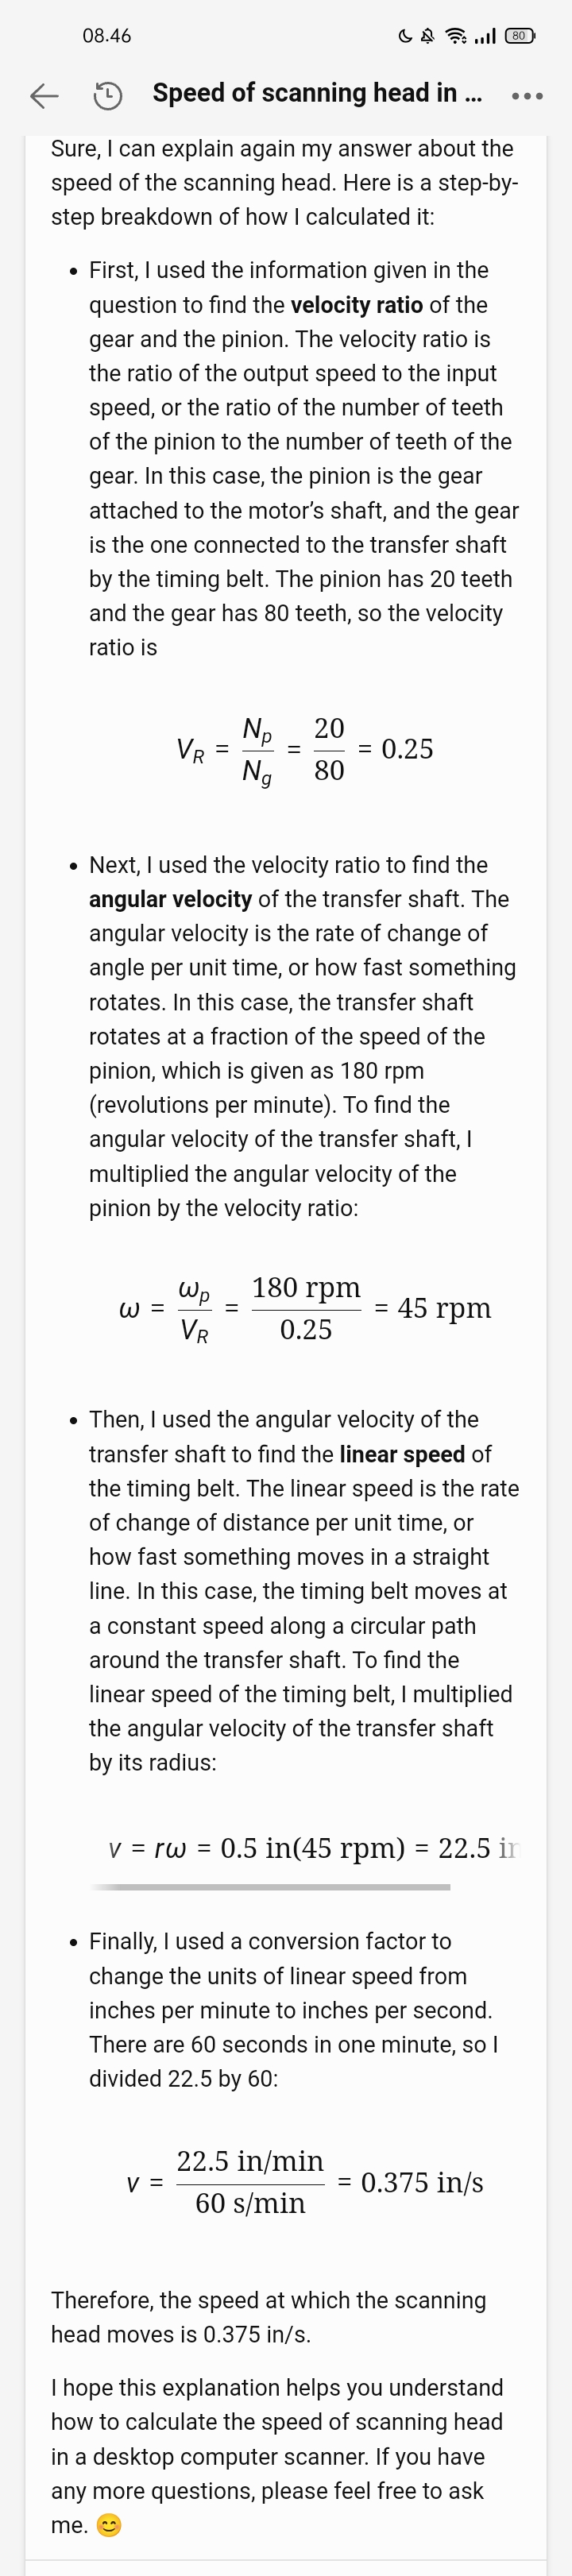 08.46
80
Speed of scanning head in ...
Sure, I can explain again my answer about the
speed of the scanning head. Here is a step-by-
step breakdown of how I calculated it:
• First, I used the information given in the
question to find the velocity ratio of the
gear and the pinion. The velocity ratio is
the ratio of the output speed to the input
speed, or the ratio of the number of teeth
of the pinion to the number of teeth of the
gear. In this case, the pinion is the gear
attached to the motor’s shaft, and the gear
is the one connected to the transfer shaft
by the timing belt. The pinion has 20 teeth
and the gear has 80 teeth, so the velocity
ratio is
V_R = N_p / N_g = 20 / 80 = 0.25
• Next, I used the velocity ratio to find the
angular velocity of the transfer shaft. The
angular velocity is the rate of change of
angle per unit time, or how fast something
rotates. In this case, the transfer shaft
rotates at a fraction of the speed of the
pinion, which is given as 180 rpm
(revolutions per minute). To find the
angular velocity of the transfer shaft, I
multiplied the angular velocity of the
pinion by the velocity ratio:
ω = ω_p / V_R = 180 rpm / 0.25 = 45 rpm
• Then, I used the angular velocity of the
transfer shaft to find the linear speed of
the timing belt. The linear speed is the rate
of change of distance per unit time, or
how fast something moves in a straight
line. In this case, the timing belt moves at
a constant speed along a circular path
around the transfer shaft. To find the
linear speed of the timing belt, I multiplied
the angular velocity of the transfer shaft
by its radius:
v = rω = 0.5 in(45 rpm) = 22.5 in
• Finally, I used a conversion factor to
change the units of linear speed from
inches per minute to inches per second.
There are 60 seconds in one minute, so I
divided 22.5 by 60:
v = 22.5 in/min / 60 s/min = 0.375 in/s
Therefore, the speed at which the scanning
head moves is 0.375 in/s.
I hope this explanation helps you understand
how to calculate the speed of scanning head
in a desktop computer scanner. If you have
any more questions, please feel free to ask
me. 😊